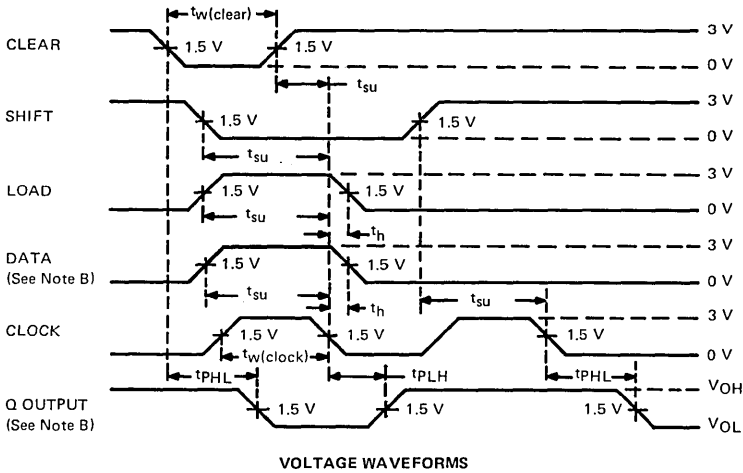 tw(clear)
3 V
CLEAR
1.5 V
1.5 V
0 V
tsu
3 V
SHIFT
1.5 V
1.5 V
0 V
tsu
3 V
LOAD
1.5 V
1.5 V
tsu
0 V
th
3 V
DATA
(See Note B)
1.5 V
1.5 V
0 V
tsu
th
tsu
3 V
CLOCK
1.5 V
1.5 V
1.5 V
tw(clock)
0 V
tPHL
tPLH
tPHL
VOH
Q OUTPUT
(See Note B)
1.5 V
1.5 V
1.5 V
VOL
VOLTAGE WAVEFORMS